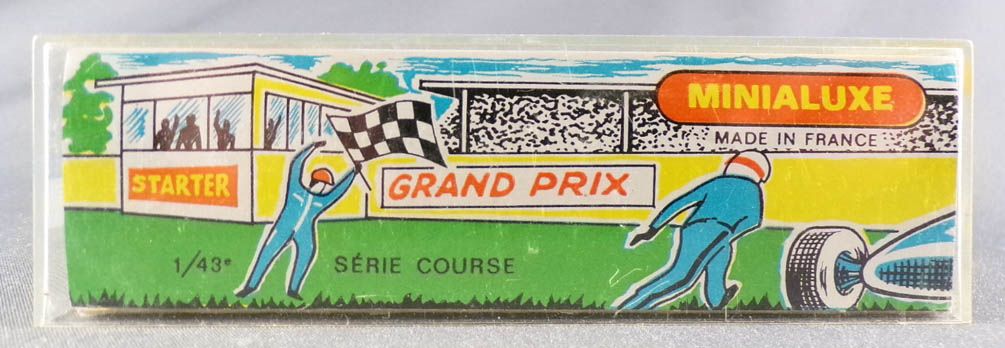 MINIALUXE
MADE IN FRANCE
STARTER
GRAND PRIX
1/43e SÉRIE COURSE